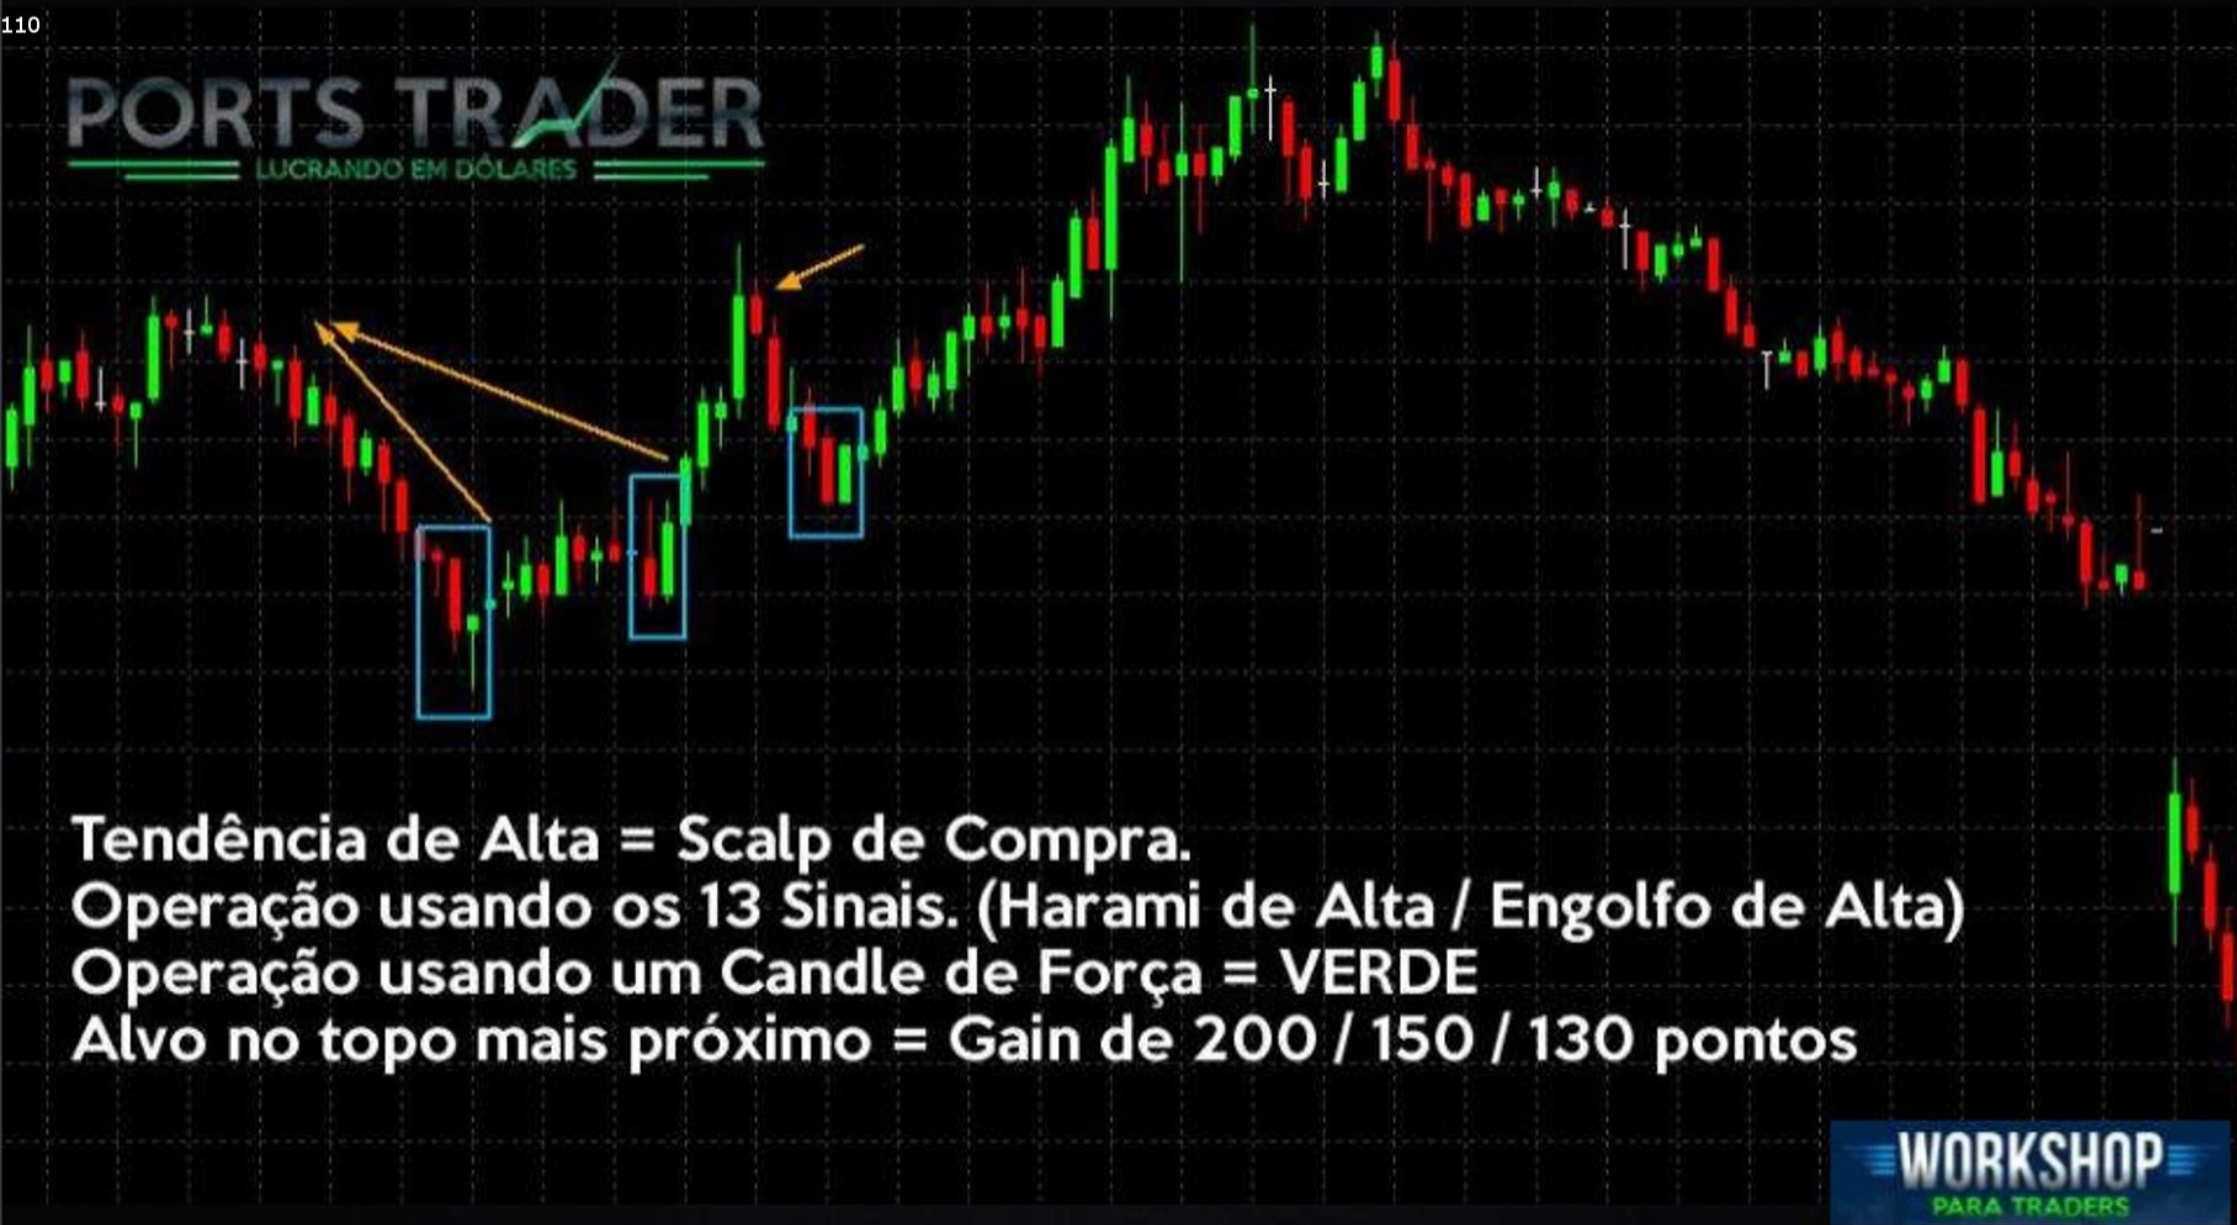 110
PORTS TRADER
LUCRANDO EM DÓLARES
Tendência de Alta = Scalp de Compra.
Operação usando os 13 Sinais. (Harami de Alta / Engolfo de Alta)
Operação usando um Candle de Força = VERDE
Alvo no topo mais próximo = Gain de 200 / 150 / 130 pontos
WORKSHOP
PARA TRADERS